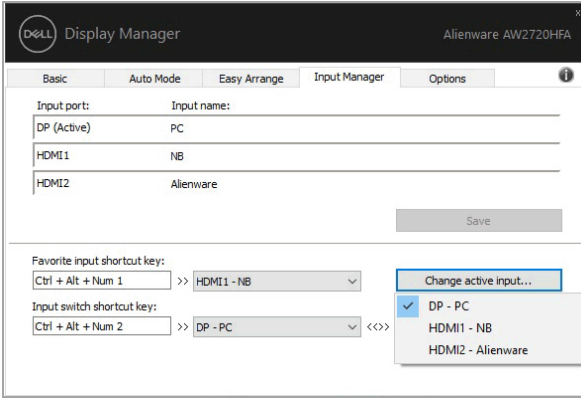 DELL Display Manager Alienware AW2720HFA
Basic Auto Mode Easy Arrange Input Manager Options
Input port: Input name:
DP (Active) PC
HDMI1 NB
HDMI2 Alienware
Save
Favorite input shortcut key:
Ctrl + Alt + Num 1 >> HDMI1 - NB Change active input...
Input switch shortcut key:
DP - PC
Ctrl + Alt + Num 2 >> DP - PC <<>>
HDMI1 - NB
HDMI2 - Alienware